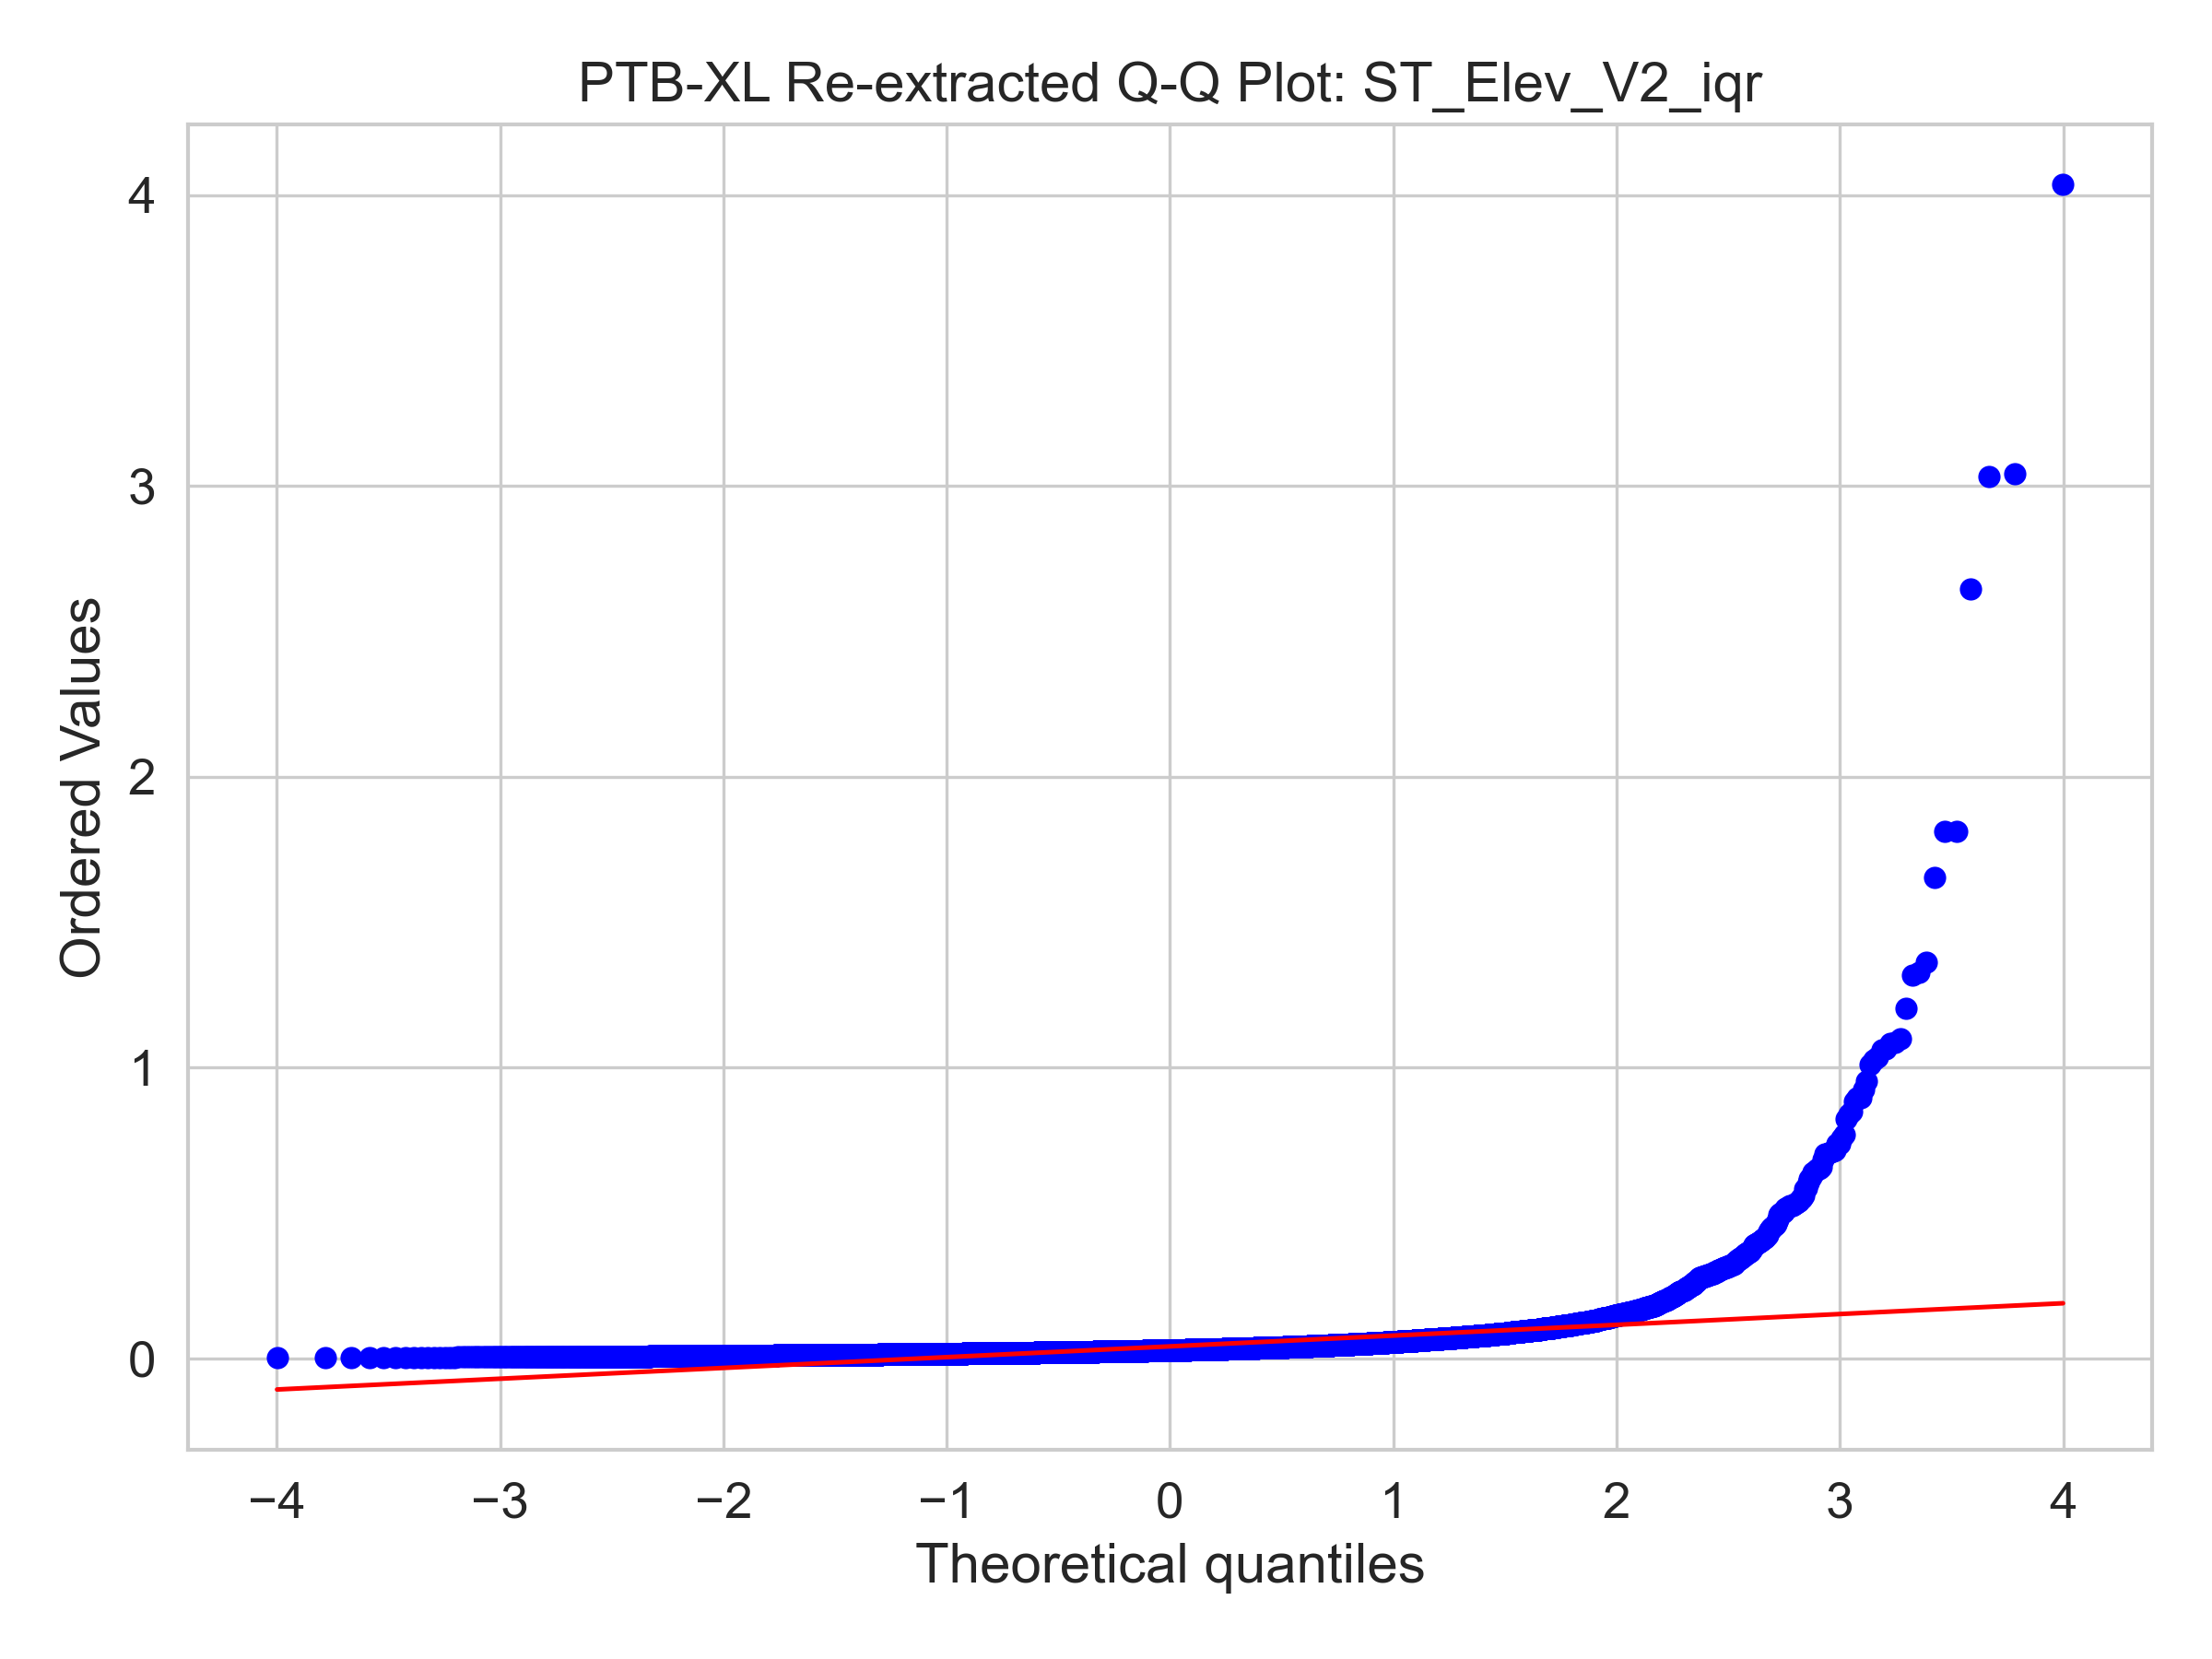 PTB-XL Re-extracted Q-Q Plot: ST_Elev_V2_iqr
4
3
2
1
0
Ordered Values
−4 −3 −2 −1 0 1 2 3 4
Theoretical quantiles